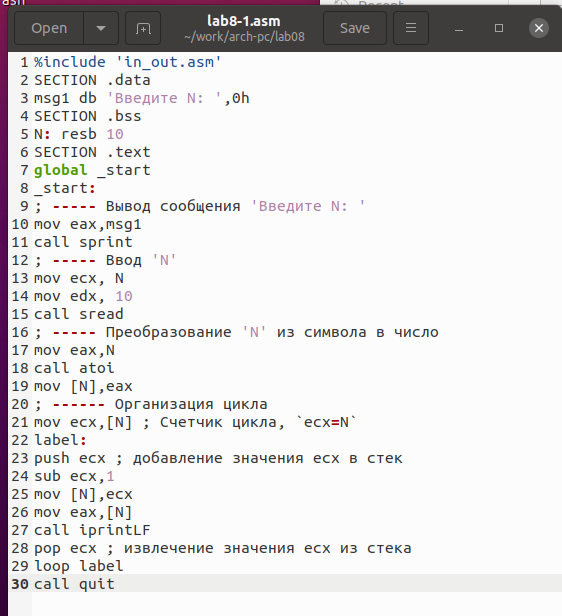 Open
lab8-1.asm
~/work/arch-pc/lab08
Save
1 %include 'in_out.asm'
2 SECTION .data
3 msg1 db 'Введите N: ',0h
4 SECTION .bss
5 N: resb 10
6 SECTION .text
7 global _start
8 _start:
9 ; ----- Вывод сообщения 'Введите N: '
10 mov eax,msg1
11 call sprint
12 ; ----- Ввод 'N'
13 mov ecx, N
14 mov edx, 10
15 call sread
16 ; ----- Преобразование 'N' из символа в число
17 mov eax,N
18 call atoi
19 mov [N],eax
20 ; ------ Организация цикла
21 mov ecx,[N] ; Счетчик цикла, `ecx=N`
22 label:
23 push ecx ; добавление значения ecx в стек
24 sub ecx,1
25 mov [N],ecx
26 mov eax,[N]
27 call iprintLF
28 pop ecx ; извлечение значения ecx из стека
29 loop label
30 call quit